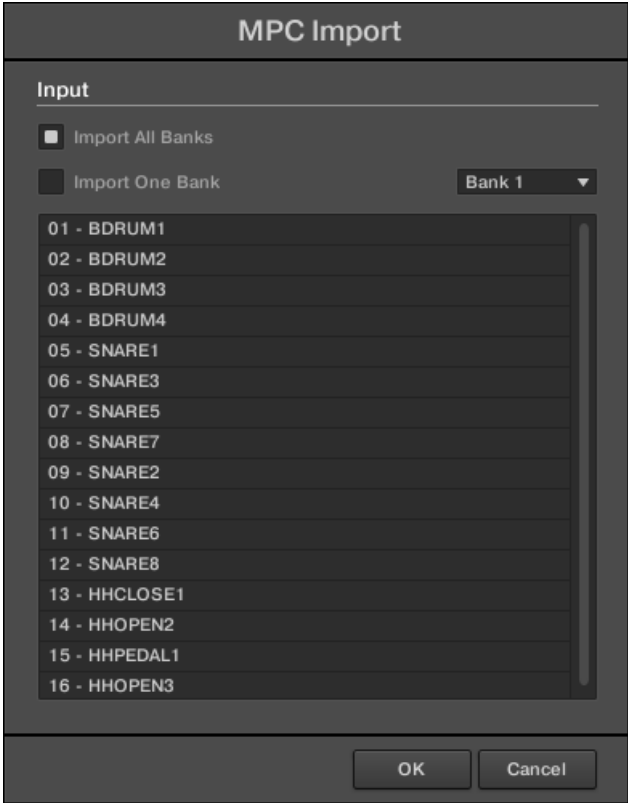 MPC Import
Input
Import All Banks
Import One Bank
Bank 1
01 - BDRUM1
02 - BDRUM2
03 - BDRUM3
04 - BDRUM4
05 - SNARE1
06 - SNARE3
07 - SNARE5
08 - SNARE7
09 - SNARE2
10 - SNARE4
11 - SNARE6
12 - SNARE8
13 - HHCLOSE1
14 - HHOPEN2
15 - HHPEDAL1
16 - HHOPEN3
OK
Cancel